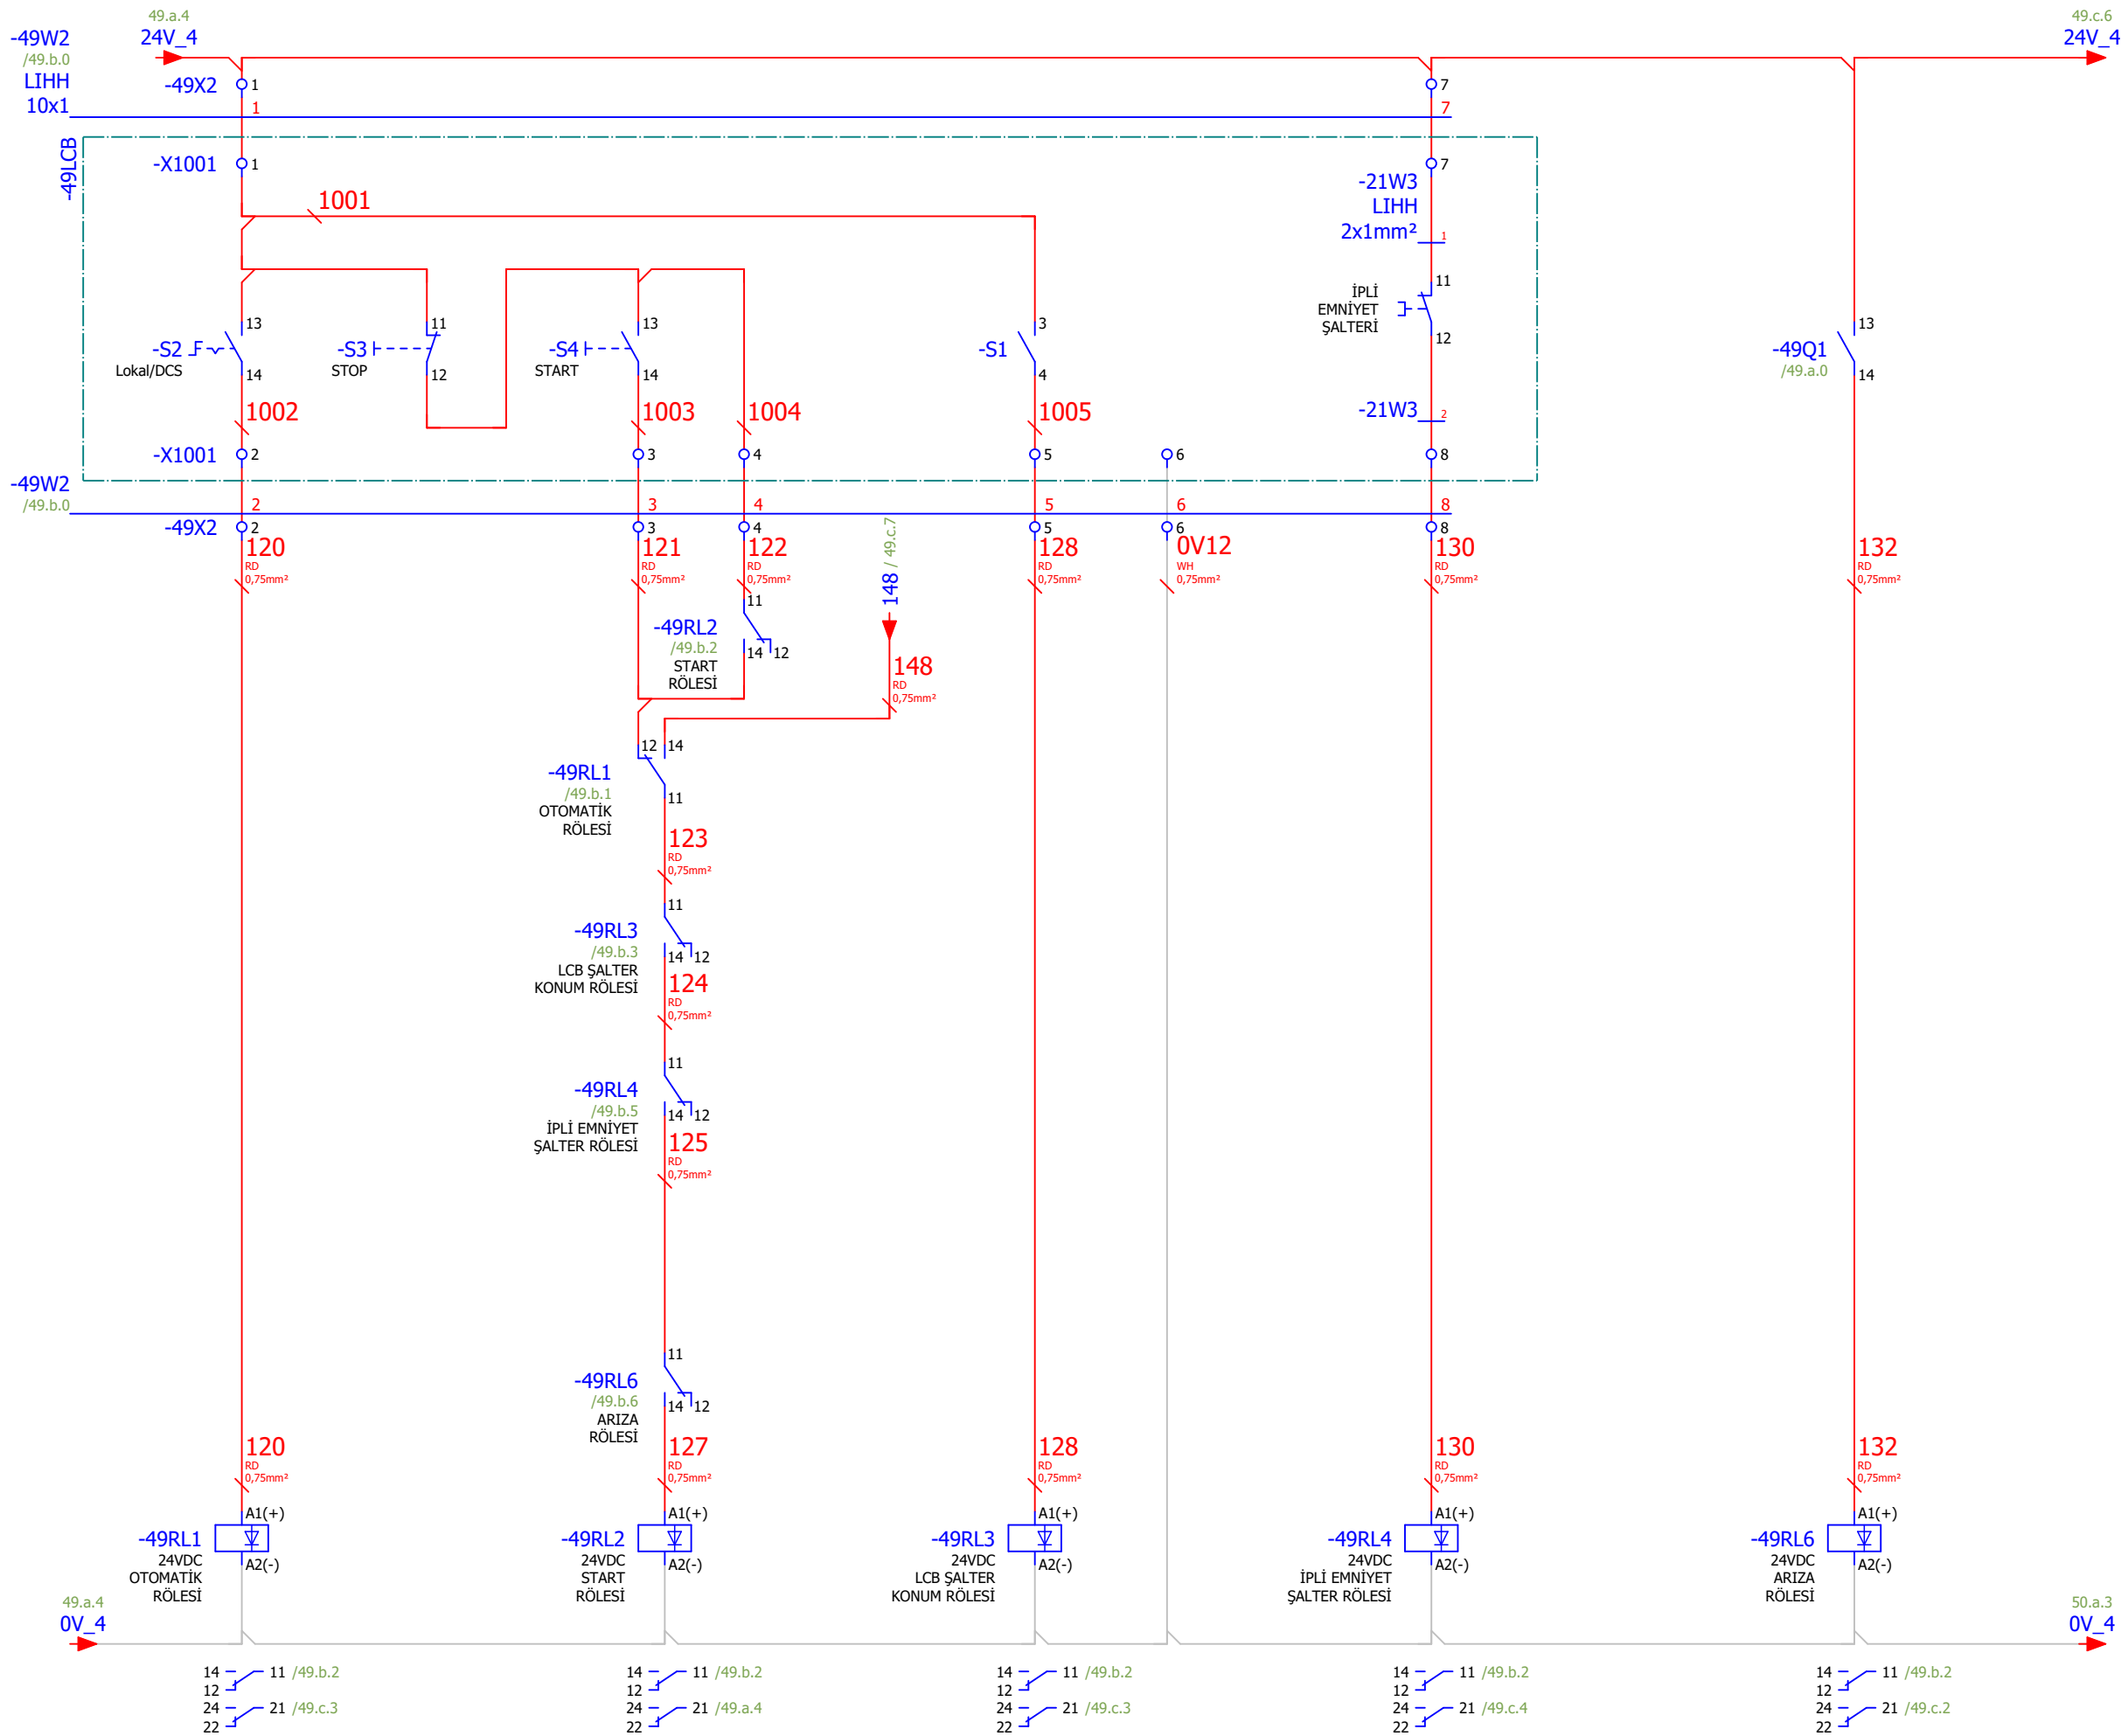 49.a.4
24V_4
49.c.6
24V_4
-49W2
/49.b.0
LIHH
10x1
-49X2
1
7
1
7
-49LCB
-X1001
1
7
-21W3
LIHH
2x1mm²
1
1001
11
İPLİ
EMNİYET
ŞALTERİ
12
13
-S2
Lokal/DCS
14
11
-S3
STOP
12
13
-S4
START
14
3
-S1
4
13
-49Q1
/49.a.0
14
1002
1003
1004
1005
-21W3
2
-X1001
2
3
4
5
6
8
-49W2
/49.b.0
2
3
4
5
6
8
-49X2
2
3
4
5
6
8
120
RD
0,75mm²
121
RD
0,75mm²
122
RD
0,75mm²
148 / 49.c.7
128
RD
0,75mm²
0V12
WH
0,75mm²
130
RD
0,75mm²
132
RD
0,75mm²
11
-49RL2
/49.b.2
START
RÖLESİ
14
12
148
RD
0,75mm²
12
14
-49RL1
/49.b.1
OTOMATİK
RÖLESİ
11
123
RD
0,75mm²
11
-49RL3
/49.b.3
LCB ŞALTER
KONUM RÖLESİ
14
12
124
RD
0,75mm²
11
-49RL4
/49.b.5
İPLİ EMNİYET
ŞALTER RÖLESİ
14
12
125
RD
0,75mm²
11
-49RL6
/49.b.6
ARIZA
RÖLESİ
14
12
120
RD
0,75mm²
127
RD
0,75mm²
128
RD
0,75mm²
130
RD
0,75mm²
132
RD
0,75mm²
A1(+)
-49RL1
24VDC
OTOMATİK
RÖLESİ
A2(-)
A1(+)
-49RL2
24VDC
START
RÖLESİ
A2(-)
A1(+)
-49RL3
24VDC
LCB ŞALTER
KONUM RÖLESİ
A2(-)
A1(+)
-49RL4
24VDC
İPLİ EMNİYET
ŞALTER RÖLESİ
A2(-)
A1(+)
-49RL6
24VDC
ARIZA
RÖLESİ
A2(-)
49.a.4
0V_4
50.a.3
0V_4
14 11 /49.b.2
12
24 21 /49.c.3
22
14 11 /49.b.2
12
24 21 /49.a.4
22
14 11 /49.b.2
12
24 21 /49.c.3
22
14 11 /49.b.2
12
24 21 /49.c.4
22
14 11 /49.b.2
12
24 21 /49.c.2
22